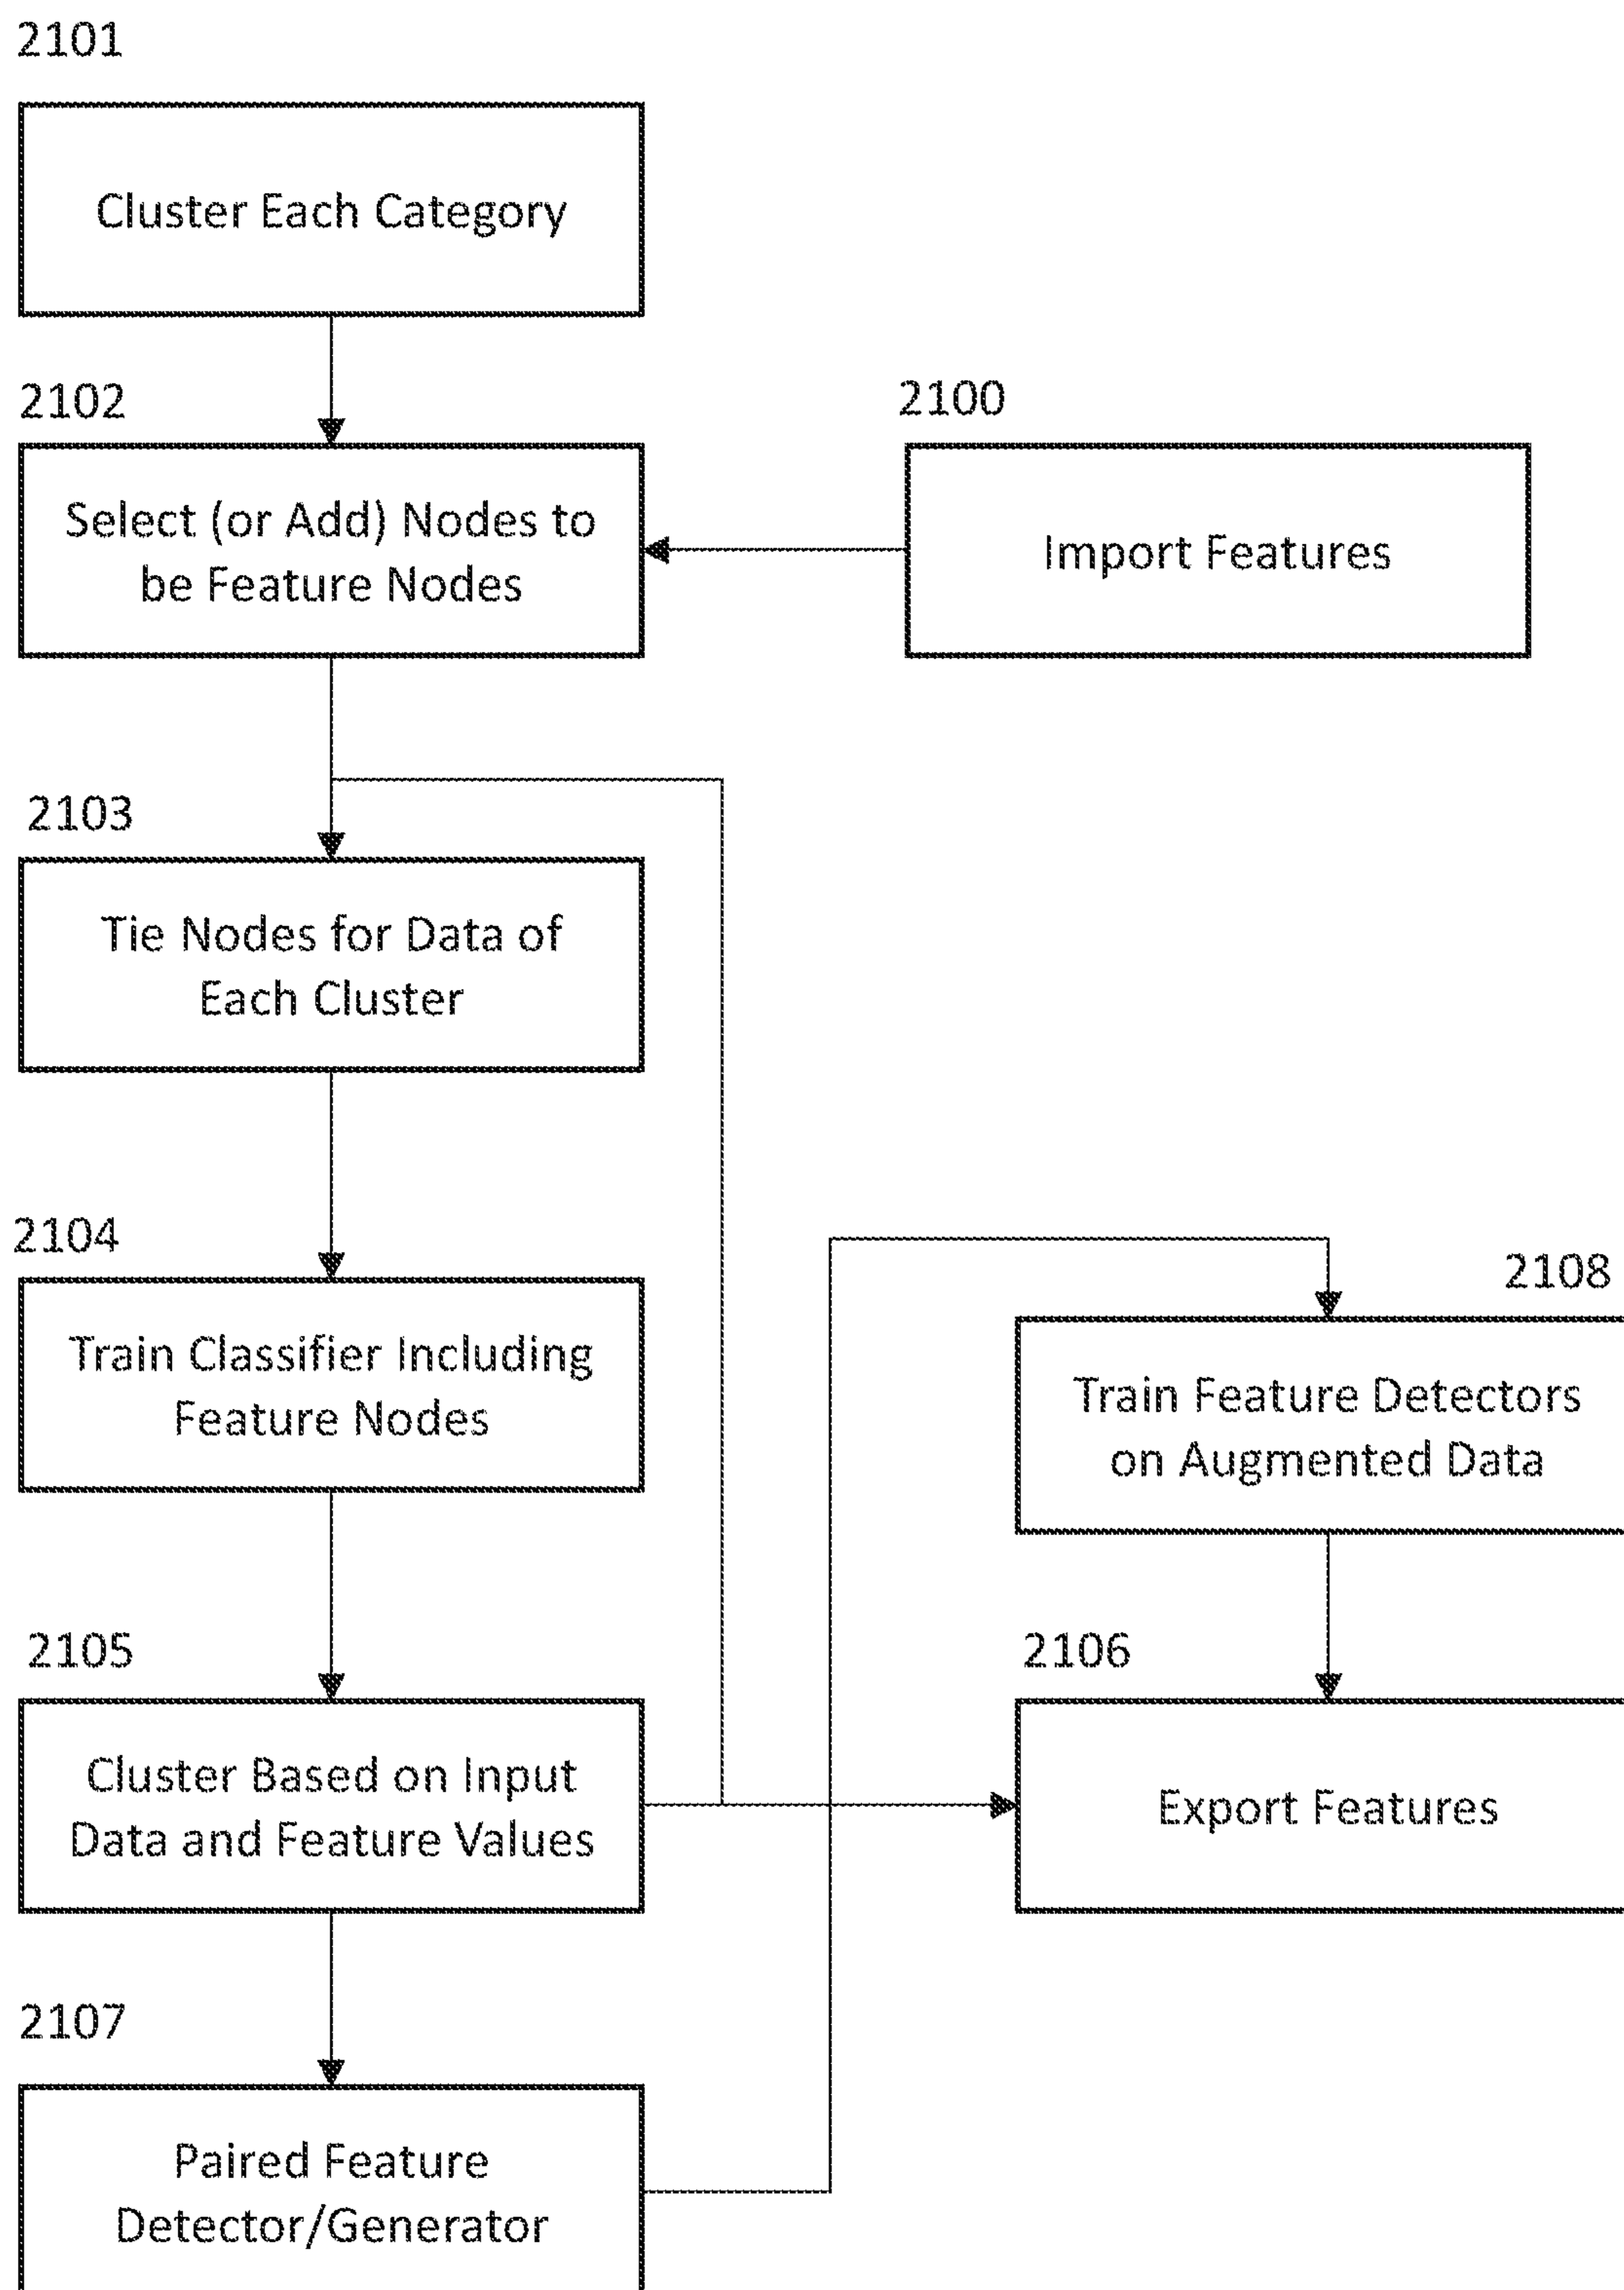 2101
Cluster Each Category
2102
Select (or Add) Nodes to
be Feature Nodes
2100
Import Features
2103
Tie Nodes for Data of
Each Cluster
2104
Train Classifier Including
Feature Nodes
2108
Train Feature Detectors
on Augmented Data
2105
Cluster Based on Input
Data and Feature Values
2106
Export Features
2107
Paired Feature
Detector/Generator